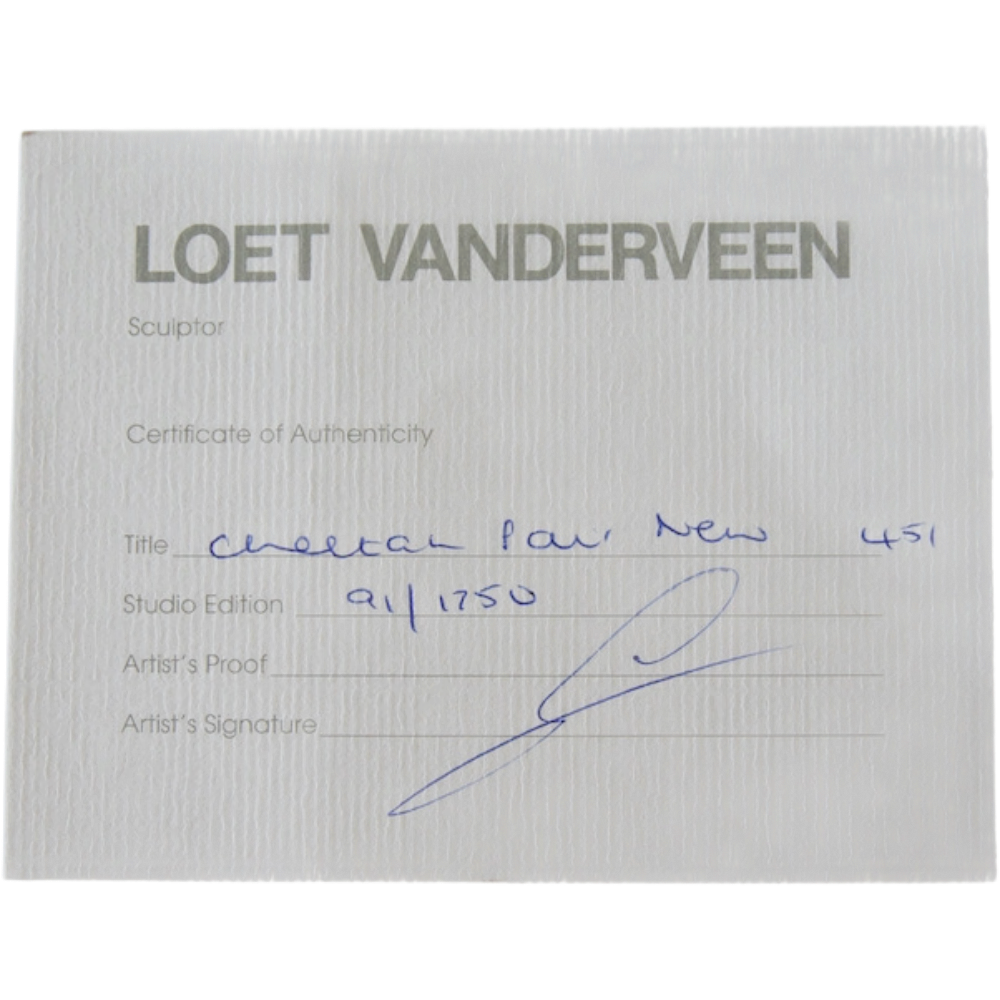 LOET VANDERVEEN
Sculptor
Certificate of Authenticity
Title Cheetah Pair New 451
Studio Edition 91/1750
Artist's Proof
Artist's Signature